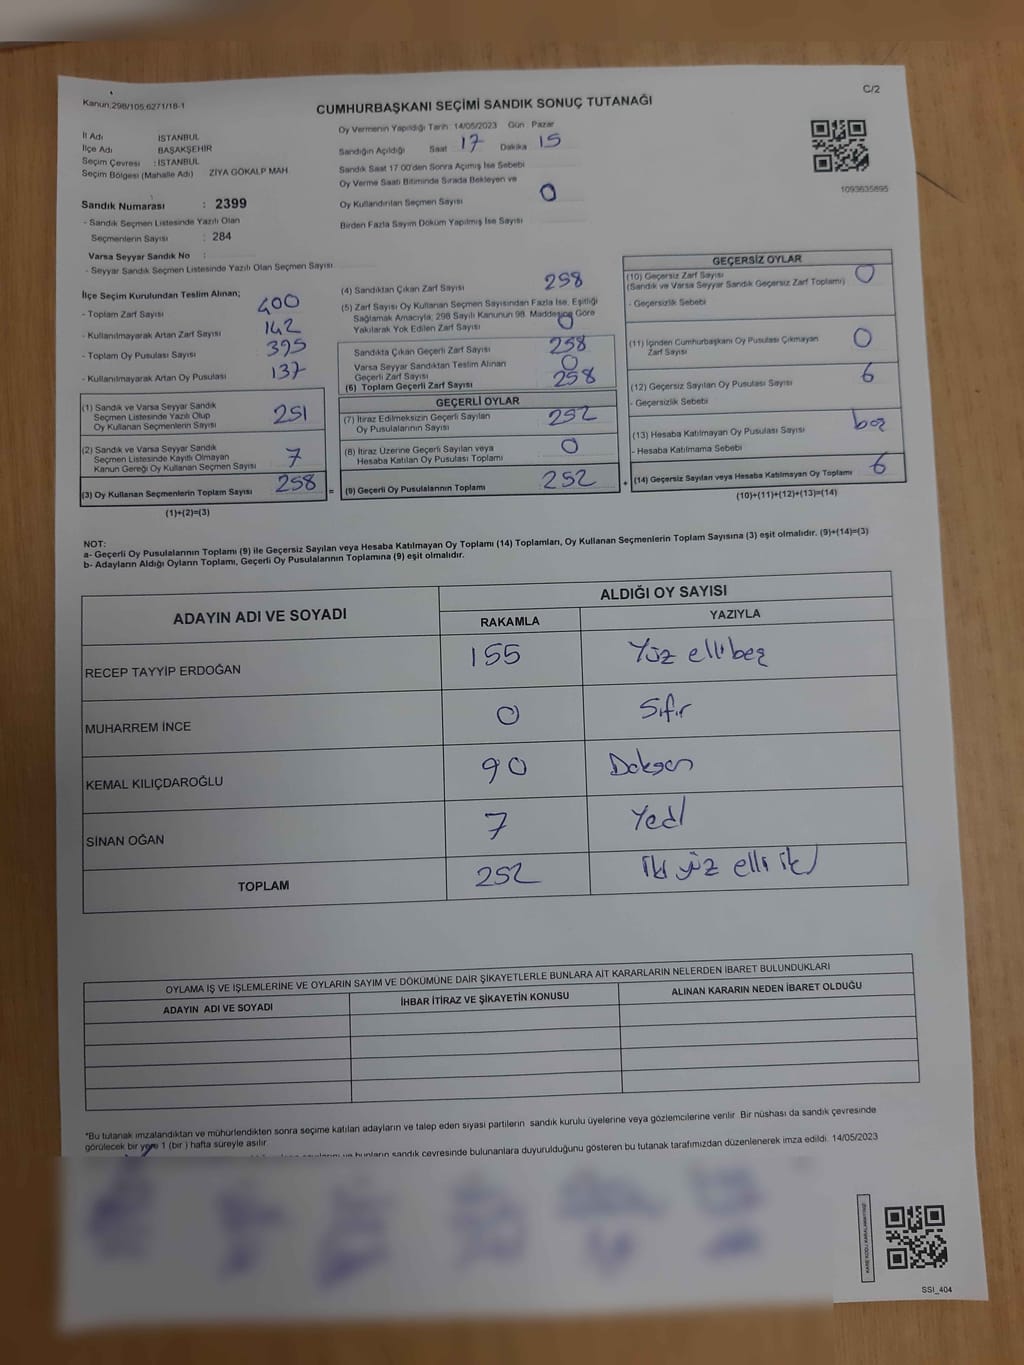 Kanun:298/105,6271/18-1
C/2
CUMHURBAŞKANI SEÇİMİ SANDIK SONUÇ TUTANAĞI
İl Adı : İSTANBUL
İlçe Adı : BAŞAKŞEHİR
Seçim Çevresi : İSTANBUL
Seçim Bölgesi (Mahalle Adı) ZİYA GÖKALP MAH.
Sandık Numarası : 2399
- Sandık Seçmen Listesinde Yazılı Olan
Seçmenlerin Sayısı : 284
Varsa Seyyar Sandık No :
- Seyyar Sandık Seçmen Listesinde Yazılı Olan Seçmen Sayısı
Oy Vermenin Yapıldığı Tarih: 14/05/2023 Gün : Pazar
Sandığın Açıldığı Saat 17 Dakika 15
Sandık Saat 17:00'den Sonra Açımış İse Sebebi
Oy Verme Saati Bitiminde Sırada Bekleyen ve
Oy Kullandırılan Seçmen Sayısı 0
Birden Fazla Sayım Döküm Yapılmış İse Sayısı
1093635895
İlçe Seçim Kurulundan Teslim Alınan;
- Toplam Zarf Sayısı 400
- Kullanılmayarak Artan Zarf Sayısı 142
- Toplam Oy Pusulası Sayısı 395
- Kullanılmayarak Artan Oy Pusulası 137
(1) Sandık ve Varsa Seyyar Sandık
Seçmen Listesinde Yazılı Olup
Oy Kullanan Seçmenlerin Sayısı 251
(2) Sandık ve Varsa Seyyar Sandık
Seçmen Listesinde Kayıtlı Olmayan
Kanun Gereği Oy Kullanan Seçmen Sayısı 7
(3) Oy Kullanan Seçmenlerin Toplam Sayısı 258 =
(1)+(2)=(3)
(4) Sandıktan Çıkan Zarf Sayısı 258
(5) Zarf Sayısı Oy Kullanan Seçmen Sayısından Fazla İse, Eşitliği
Sağlamak Amacıyla; 298 Sayılı Kanunun 98. Maddesine Göre
Yakılarak Yok Edilen Zarf Sayısı 0
Sandıkta Çıkan Geçerli Zarf Sayısı 258
Varsa Seyyar Sandıktan Teslim Alınan
Geçerli Zarf Sayısı 0
(6) Toplam Geçerli Zarf Sayısı 258
GEÇERLİ OYLAR
(7) İtiraz Edilmeksizin Geçerli Sayılan
Oy Pusulalarının Sayısı 252
(8) İtiraz Üzerine Geçerli Sayılan veya
Hesaba Katılan Oy Pusulası Toplamı 0
(9) Geçerli Oy Pusulalarının Toplamı 252 +
GEÇERSİZ OYLAR
(10) Geçersiz Zarf Sayısı 0
(Sandık ve Varsa Seyyar Sandık Geçersiz Zarf Toplamı)
- Geçersizlik Sebebi
(11) İçinden Cumhurbaşkanı Oy Pusulası Çıkmayan
Zarf Sayısı 0
(12) Geçersiz Sayılan Oy Pusulası Sayısı 6
- Geçersizlik Sebebi
(13) Hesaba Katılmayan Oy Pusulası Sayısı boş
- Hesaba Katılmama Sebebi
(14) Geçersiz Sayılan veya Hesaba Katılmayan Oy Toplamı 6
(10)+(11)+(12)+(13)=(14)
NOT:
a- Geçerli Oy Pusulalarının Toplamı (9) ile Geçersiz Sayılan veya Hesaba Katılmayan Oy Toplamı (14) Toplamları, Oy Kullanan Seçmenlerin Toplam Sayısına (3) eşit olmalıdır. (9)+(14)=(3)
b- Adayların Aldığı Oyların Toplamı, Geçerli Oy Pusulalarının Toplamına (9) eşit olmalıdır.
ADAYIN ADI VE SOYADI
ALDIĞI OY SAYISI
RAKAMLA YAZIYLA
RECEP TAYYİP ERDOĞAN 155 Yüz ellibeş
MUHARREM İNCE 0 Sıfır
KEMAL KILIÇDAROĞLU 90 Doksan
SİNAN OĞAN 7 Yedi
TOPLAM 252 iki yüz elli iki
OYLAMA İŞ VE İŞLEMLERİNE VE OYLARIN SAYIM VE DÖKÜMÜNE DAİR ŞİKAYETLERLE BUNLARA AİT KARARLARIN NELERDEN İBARET BULUNDUKLARI
ADAYIN ADI VE SOYADI İHBAR İTİRAZ VE ŞİKAYETİN KONUSU ALINAN KARARIN NEDEN İBARET OLDUĞU
*Bu tutanak imzalandıktan ve mühürlendikten sonra seçime katılan adayların ve talep eden siyasi partilerin sandık kurulu üyelerine veya gözlemcilerine verilir. Bir nüshası da sandık çevresinde
görülecek bir yere 1 (bir ) hafta süreyle asılır.
ve bunların sandık çevresinde bulunanlara duyurulduğunu gösteren bu tutanak tarafımızdan düzenlenerek imza edildi. 14/05/2023
SSİ_404